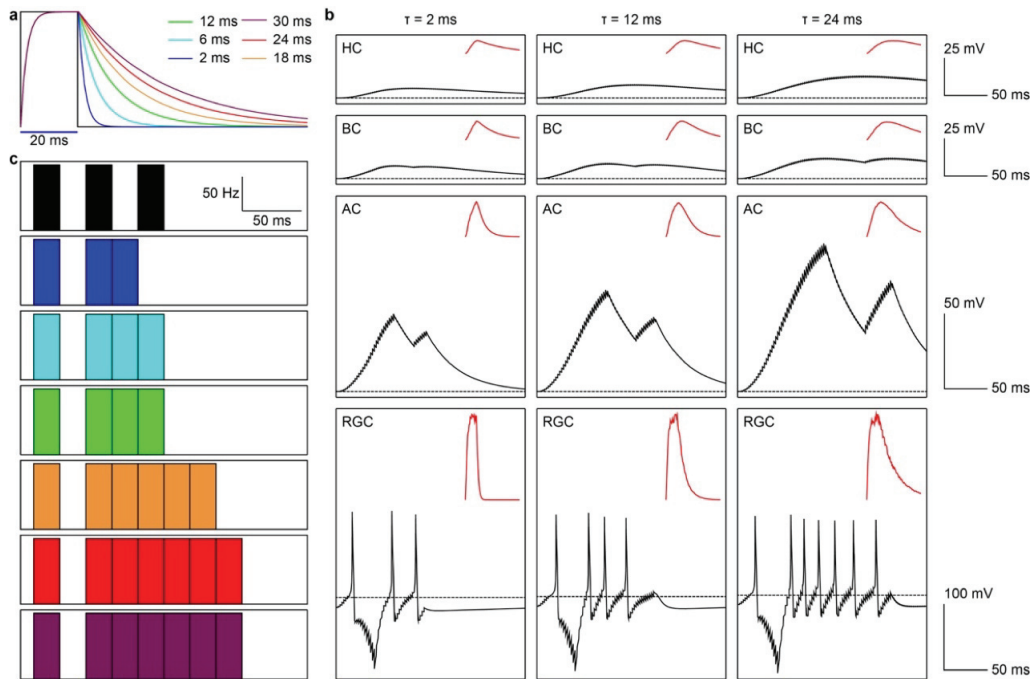 a
12 ms 30 ms
6 ms 24 ms
2 ms 18 ms
20 ms
b
τ = 2 ms τ = 12 ms τ = 24 ms
HC HC HC
25 mV
50 ms
BC BC BC
25 mV
50 ms
AC AC AC
50 mV
50 ms
RGC RGC RGC
100 mV
50 ms
c
50 Hz
50 ms